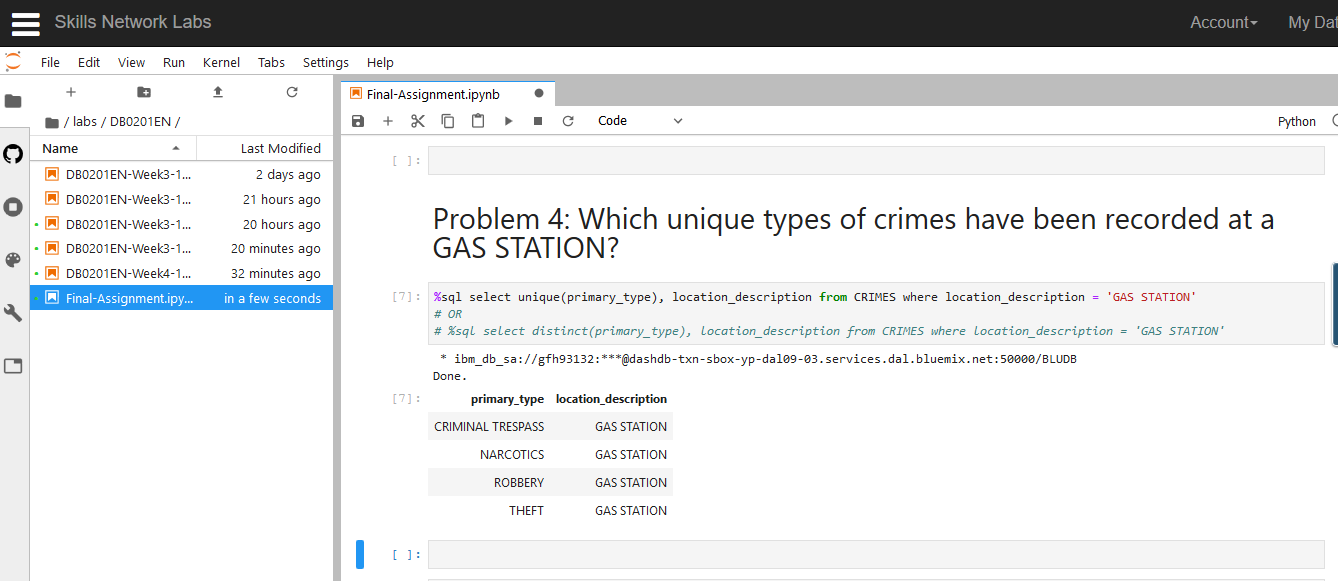 Skills Network Labs
Account
My Dat
File Edit View Run Kernel Tabs Settings Help
/ labs / DB0201EN /
Name Last Modified
DB0201EN-Week3-1... 2 days ago
DB0201EN-Week3-1... 21 hours ago
DB0201EN-Week3-1... 20 hours ago
DB0201EN-Week3-1... 20 minutes ago
DB0201EN-Week4-1... 32 minutes ago
Final-Assignment.ipy... in a few seconds
Final-Assignment.ipynb
Code
Python
[ ]:
Problem 4: Which unique types of crimes have been recorded at a
GAS STATION?
[7]: %sql select unique(primary_type), location_description from CRIMES where location_description = 'GAS STATION'
# OR
# %sql select distinct(primary_type), location_description from CRIMES where location_description = 'GAS STATION'
* ibm_db_sa://gfh93132:***@dashdb-txn-sbox-yp-dal09-03.services.dal.bluemix.net:50000/BLUDB
Done.
[7]: primary_type location_description
CRIMINAL TRESPASS GAS STATION
NARCOTICS GAS STATION
ROBBERY GAS STATION
THEFT GAS STATION
[ ]: